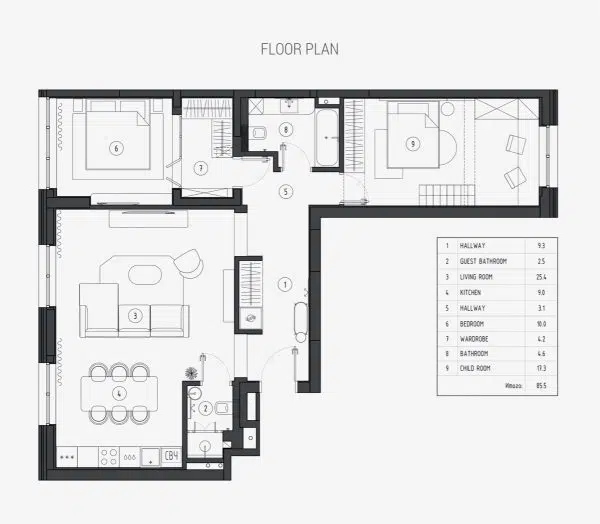 FLOOR PLAN
6
7
8
9
5
1
3
4
2
СВЧ
1 HALLWAY 9.3
2 GUEST BATHROOM 2.5
3 LIVING ROOM 25.4
4 KITCHEN 9.0
5 HALLWAY 3.1
6 BEDROOM 10.0
7 WARDROBE 4.2
8 BATHROOM 4.6
9 CHILD ROOM 17.3
Итого: 85.5